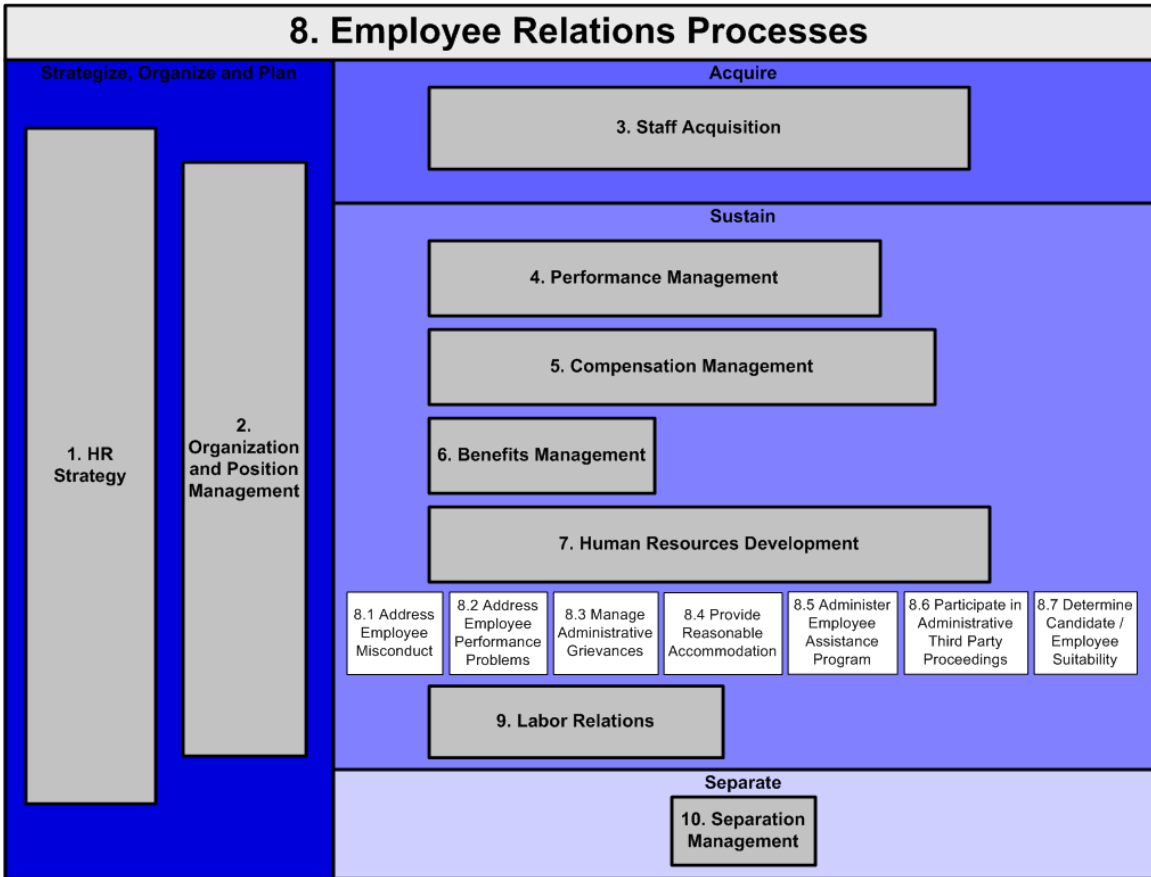 8. Employee Relations Processes
Strategize, Organize and Plan
1. HR
Strategy
2.
Organization
and Position
Management
Acquire
3. Staff Acquisition
Sustain
4. Performance Management
5. Compensation Management
6. Benefits Management
7. Human Resources Development
8.1 Address
Employee
Misconduct
8.2 Address
Employee
Performance
Problems
8.3 Manage
Administrative
Grievances
8.4 Provide
Reasonable
Accommodation
8.5 Administer
Employee
Assistance
Program
8.6 Participate in
Administrative
Third Party
Proceedings
8.7 Determine
Candidate /
Employee
Suitability
9. Labor Relations
Separate
10. Separation
Management